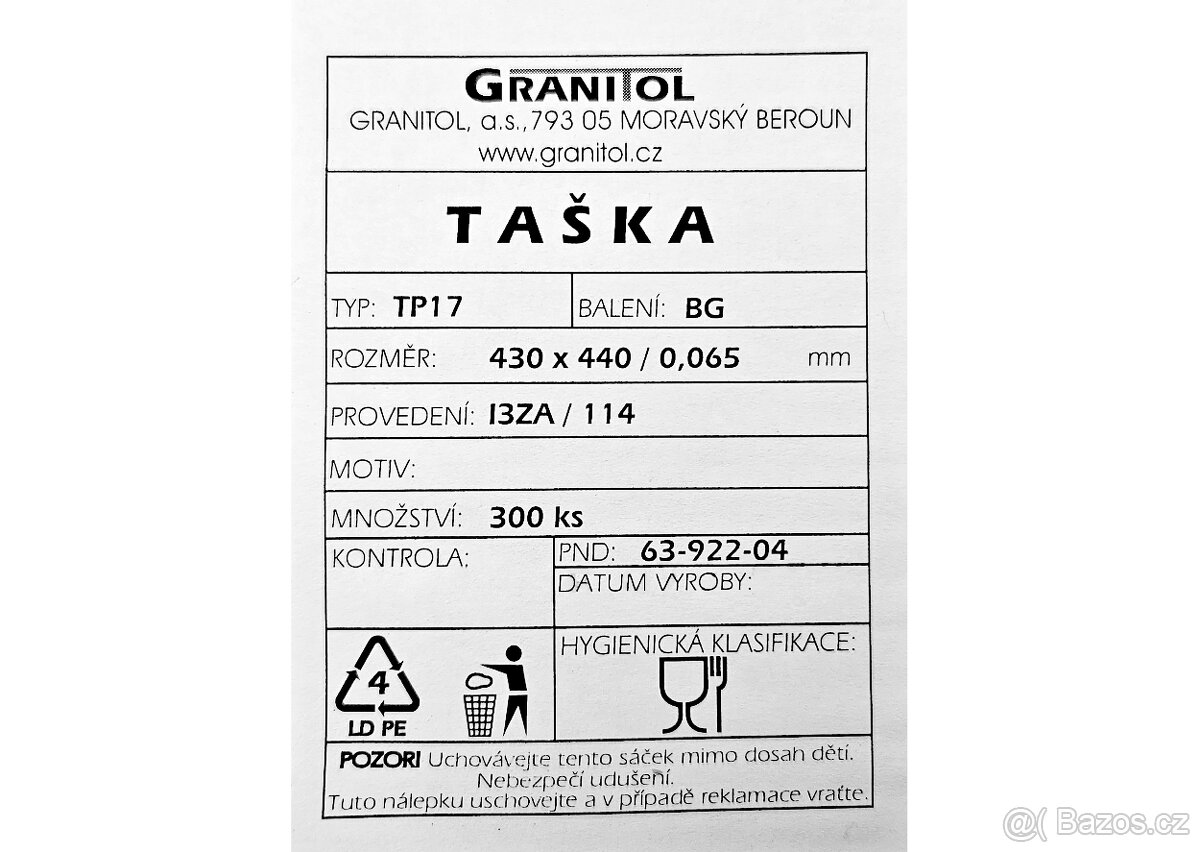 GRANITOL
GRANITOL, a.s., 793 05 MORAVSKÝ BEROUN
www.granitol.cz
TAŠKA
TYP: TP17 BALENÍ: BG
ROZMĚR: 430 x 440 / 0,065 mm
PROVEDENÍ: I3ZA / 114
MOTIV:
MNOŽSTVÍ: 300 ks
KONTROLA: PND: 63-922-04
DATUM VÝROBY:
HYGIENICKÁ KLASIFIKACE:
4
LD PE
POZOR! Uchovávejte tento sáček mimo dosah dětí.
Nebezpečí udušení.
Tuto nálepku uschovejte a v případě reklamace vraťte.
@( Bazos.cz